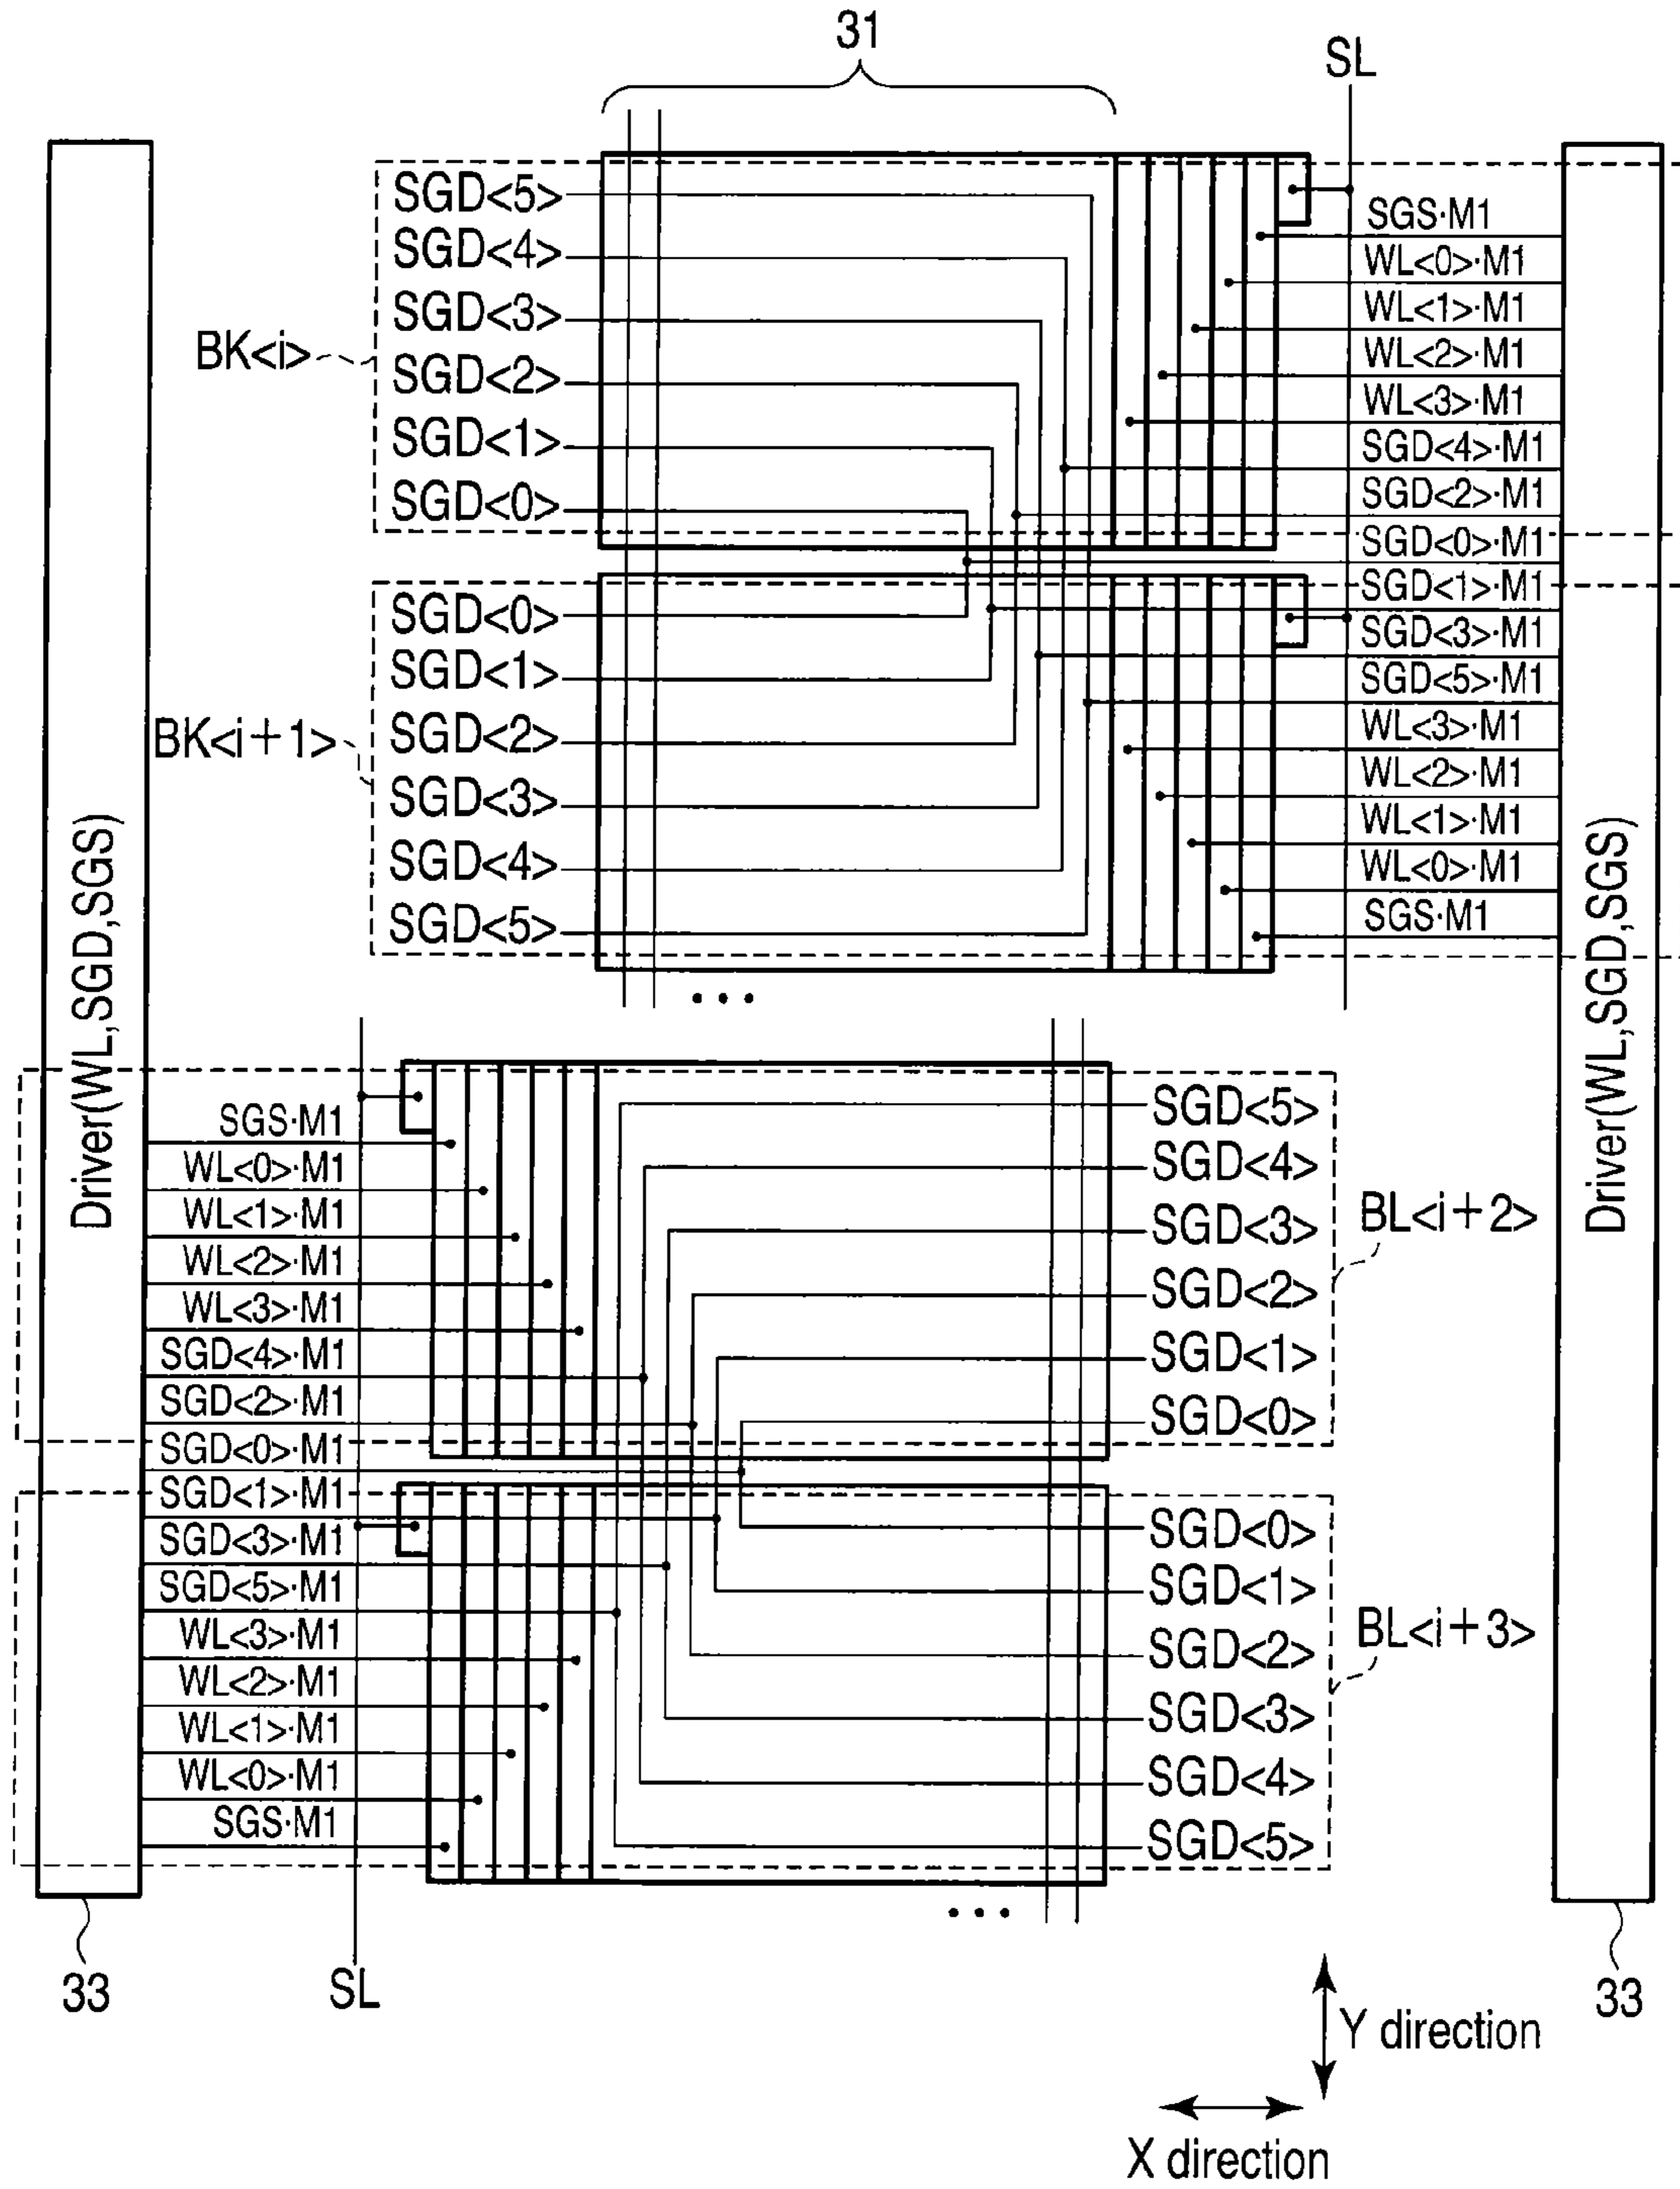 31
SL
SGD<5>
SGD<4>
SGD<3>
SGD<2>
SGD<1>
SGD<0>
BK<i>
SGS·M1
WL<0>·M1
WL<1>·M1
WL<2>·M1
WL<3>·M1
SGD<4>·M1
SGD<2>·M1
SGD<0>·M1
SGD<1>·M1
SGD<3>·M1
SGD<5>·M1
WL<3>·M1
WL<2>·M1
WL<1>·M1
WL<0>·M1
SGS·M1
SGD<0>
SGD<1>
SGD<2>
SGD<3>
SGD<4>
SGD<5>
BK<i+1>
Driver(WL,SGD,SGS)
Driver(WL,SGD,SGS)
SGS·M1
WL<0>·M1
WL<1>·M1
WL<2>·M1
WL<3>·M1
SGD<4>·M1
SGD<2>·M1
SGD<0>·M1
SGD<1>·M1
SGD<3>·M1
SGD<5>·M1
WL<3>·M1
WL<2>·M1
WL<1>·M1
WL<0>·M1
SGS·M1
SGD<5>
SGD<4>
SGD<3>
SGD<2>
SGD<1>
SGD<0>
BL<i+2>
SGD<0>
SGD<1>
SGD<2>
SGD<3>
SGD<4>
SGD<5>
BL<i+3>
33
SL
33
Y direction
X direction